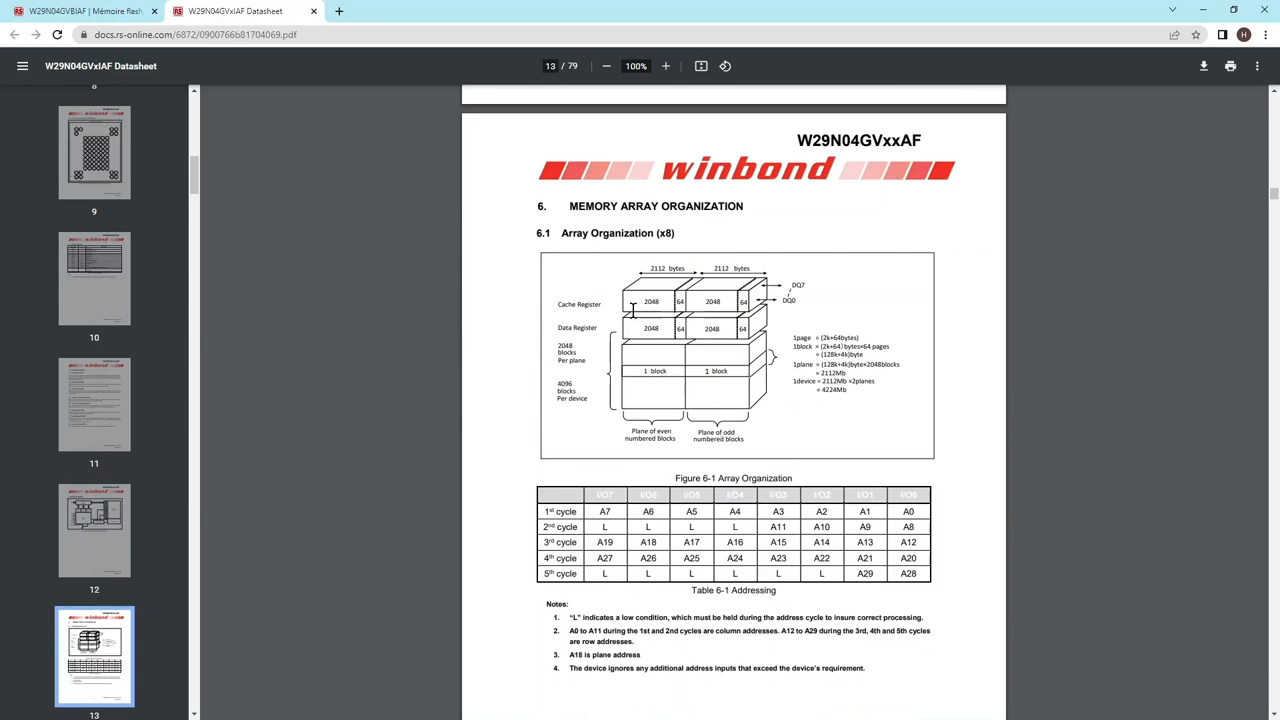 W29N04GVBIAF | Mémoire flash
W29N04GVxIAF Datasheet
docs.rs-online.com/6872/0900766b81704069.pdf
H
W29N04GVxIAF Datasheet
13 / 79
100%
8
9
10
11
12
13
W29N04GVxxAF
winbond
6. MEMORY ARRAY ORGANIZATION
6.1 Array Organization (x8)
2112 bytes 2112 bytes
DQ7
DQ0
Cache Register 2048 64 2048 64
Data Register 2048 64 2048 64
2048
blocks
Per plane
1 block 1 block
4096
blocks
Per device
1page = (2k+64bytes)
1block = (2k+64) bytes×64 pages
= (128k+4k)byte
1plane = (128k+4k)byte×2048blocks
= 2112Mb
1device = 2112Mb ×2planes
= 4224Mb
Plane of even
numbered blocks
Plane of odd
numbered blocks
Figure 6-1 Array Organization
I/O7 I/O6 I/O5 I/O4 I/O3 I/O2 I/O1 I/O0
1st cycle A7 A6 A5 A4 A3 A2 A1 A0
2nd cycle L L L L A11 A10 A9 A8
3rd cycle A19 A18 A17 A16 A15 A14 A13 A12
4th cycle A27 A26 A25 A24 A23 A22 A21 A20
5th cycle L L L L L L A29 A28
Table 6-1 Addressing
Notes:
1. “L” indicates a low condition, which must be held during the address cycle to insure correct processing.
2. A0 to A11 during the 1st and 2nd cycles are column addresses. A12 to A29 during the 3rd, 4th and 5th cycles
are row addresses.
3. A18 is plane address
4. The device ignores any additional address inputs that exceed the device's requirement.